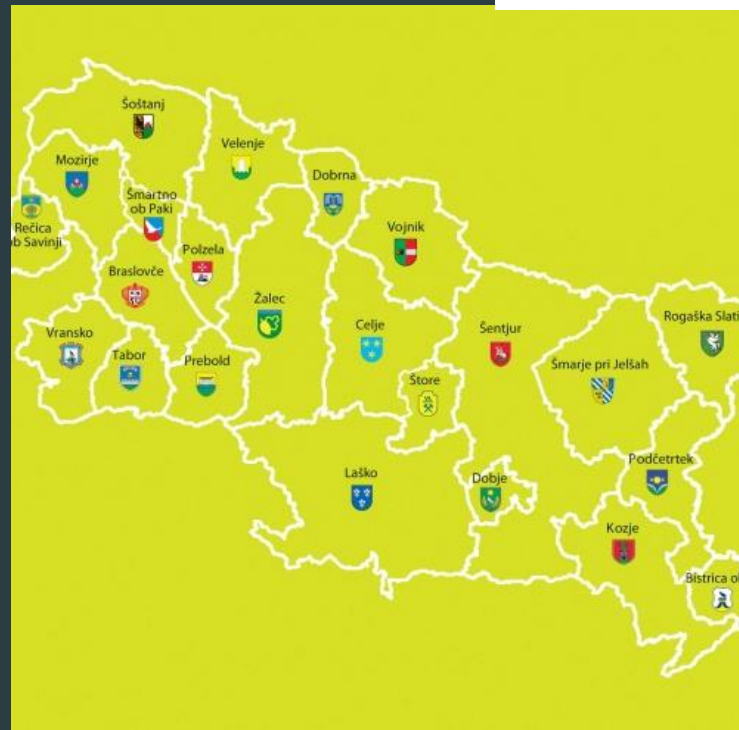 Šoštanj
Velenje
Mozirje
Dobrna
Šmartno
ob Paki
Rečica
ob Savinji
Vojnik
Polzela
Braslovče
Žalec
Vransko
Celje
Šentjur
Rogaška Slati
Tabor
Prebold
Šmarje pri Jelšah
Štore
Podčetrtek
Laško
Dobje
Kozje
Bistrica o